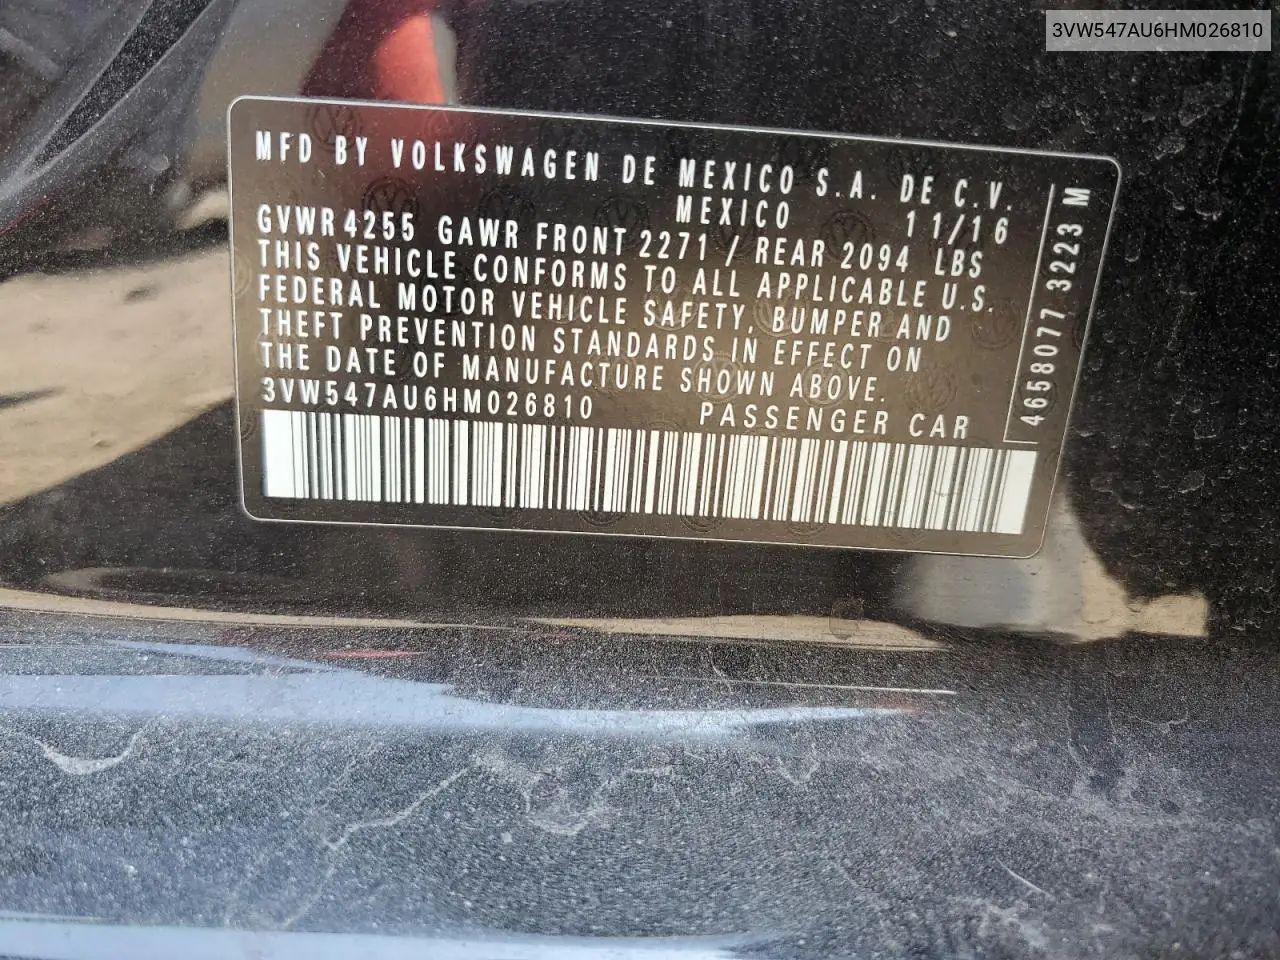 3VW547AU6HM026810
MFD BY VOLKSWAGEN DE MEXICO S.A. DE C.V.
MEXICO 11/16
GVWR 4255 GAWR FRONT 2271 / REAR 2094 LBS
THIS VEHICLE CONFORMS TO ALL APPLICABLE U.S.
FEDERAL MOTOR VEHICLE SAFETY, BUMPER AND
THEFT PREVENTION STANDARDS IN EFFECT ON
THE DATE OF MANUFACTURE SHOWN ABOVE.
3VW547AU6HM026810 PASSENGER CAR
4658077 3223 M